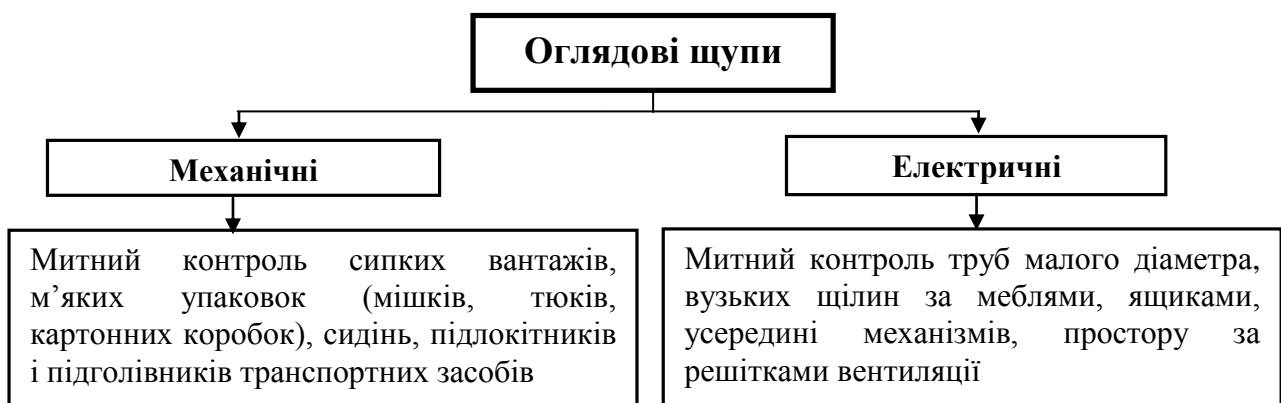 Оглядові щупи
Механічні
Електричні
Митний контроль сипких вантажів,
м’яких упаковок (мішків, тюків,
картонних коробок), сидінь, підлокітників
і підголівників транспортних засобів
Митний контроль труб малого діаметра,
вузьких щілин за меблями, ящиками,
усередині механізмів, простору за
решітками вентиляції